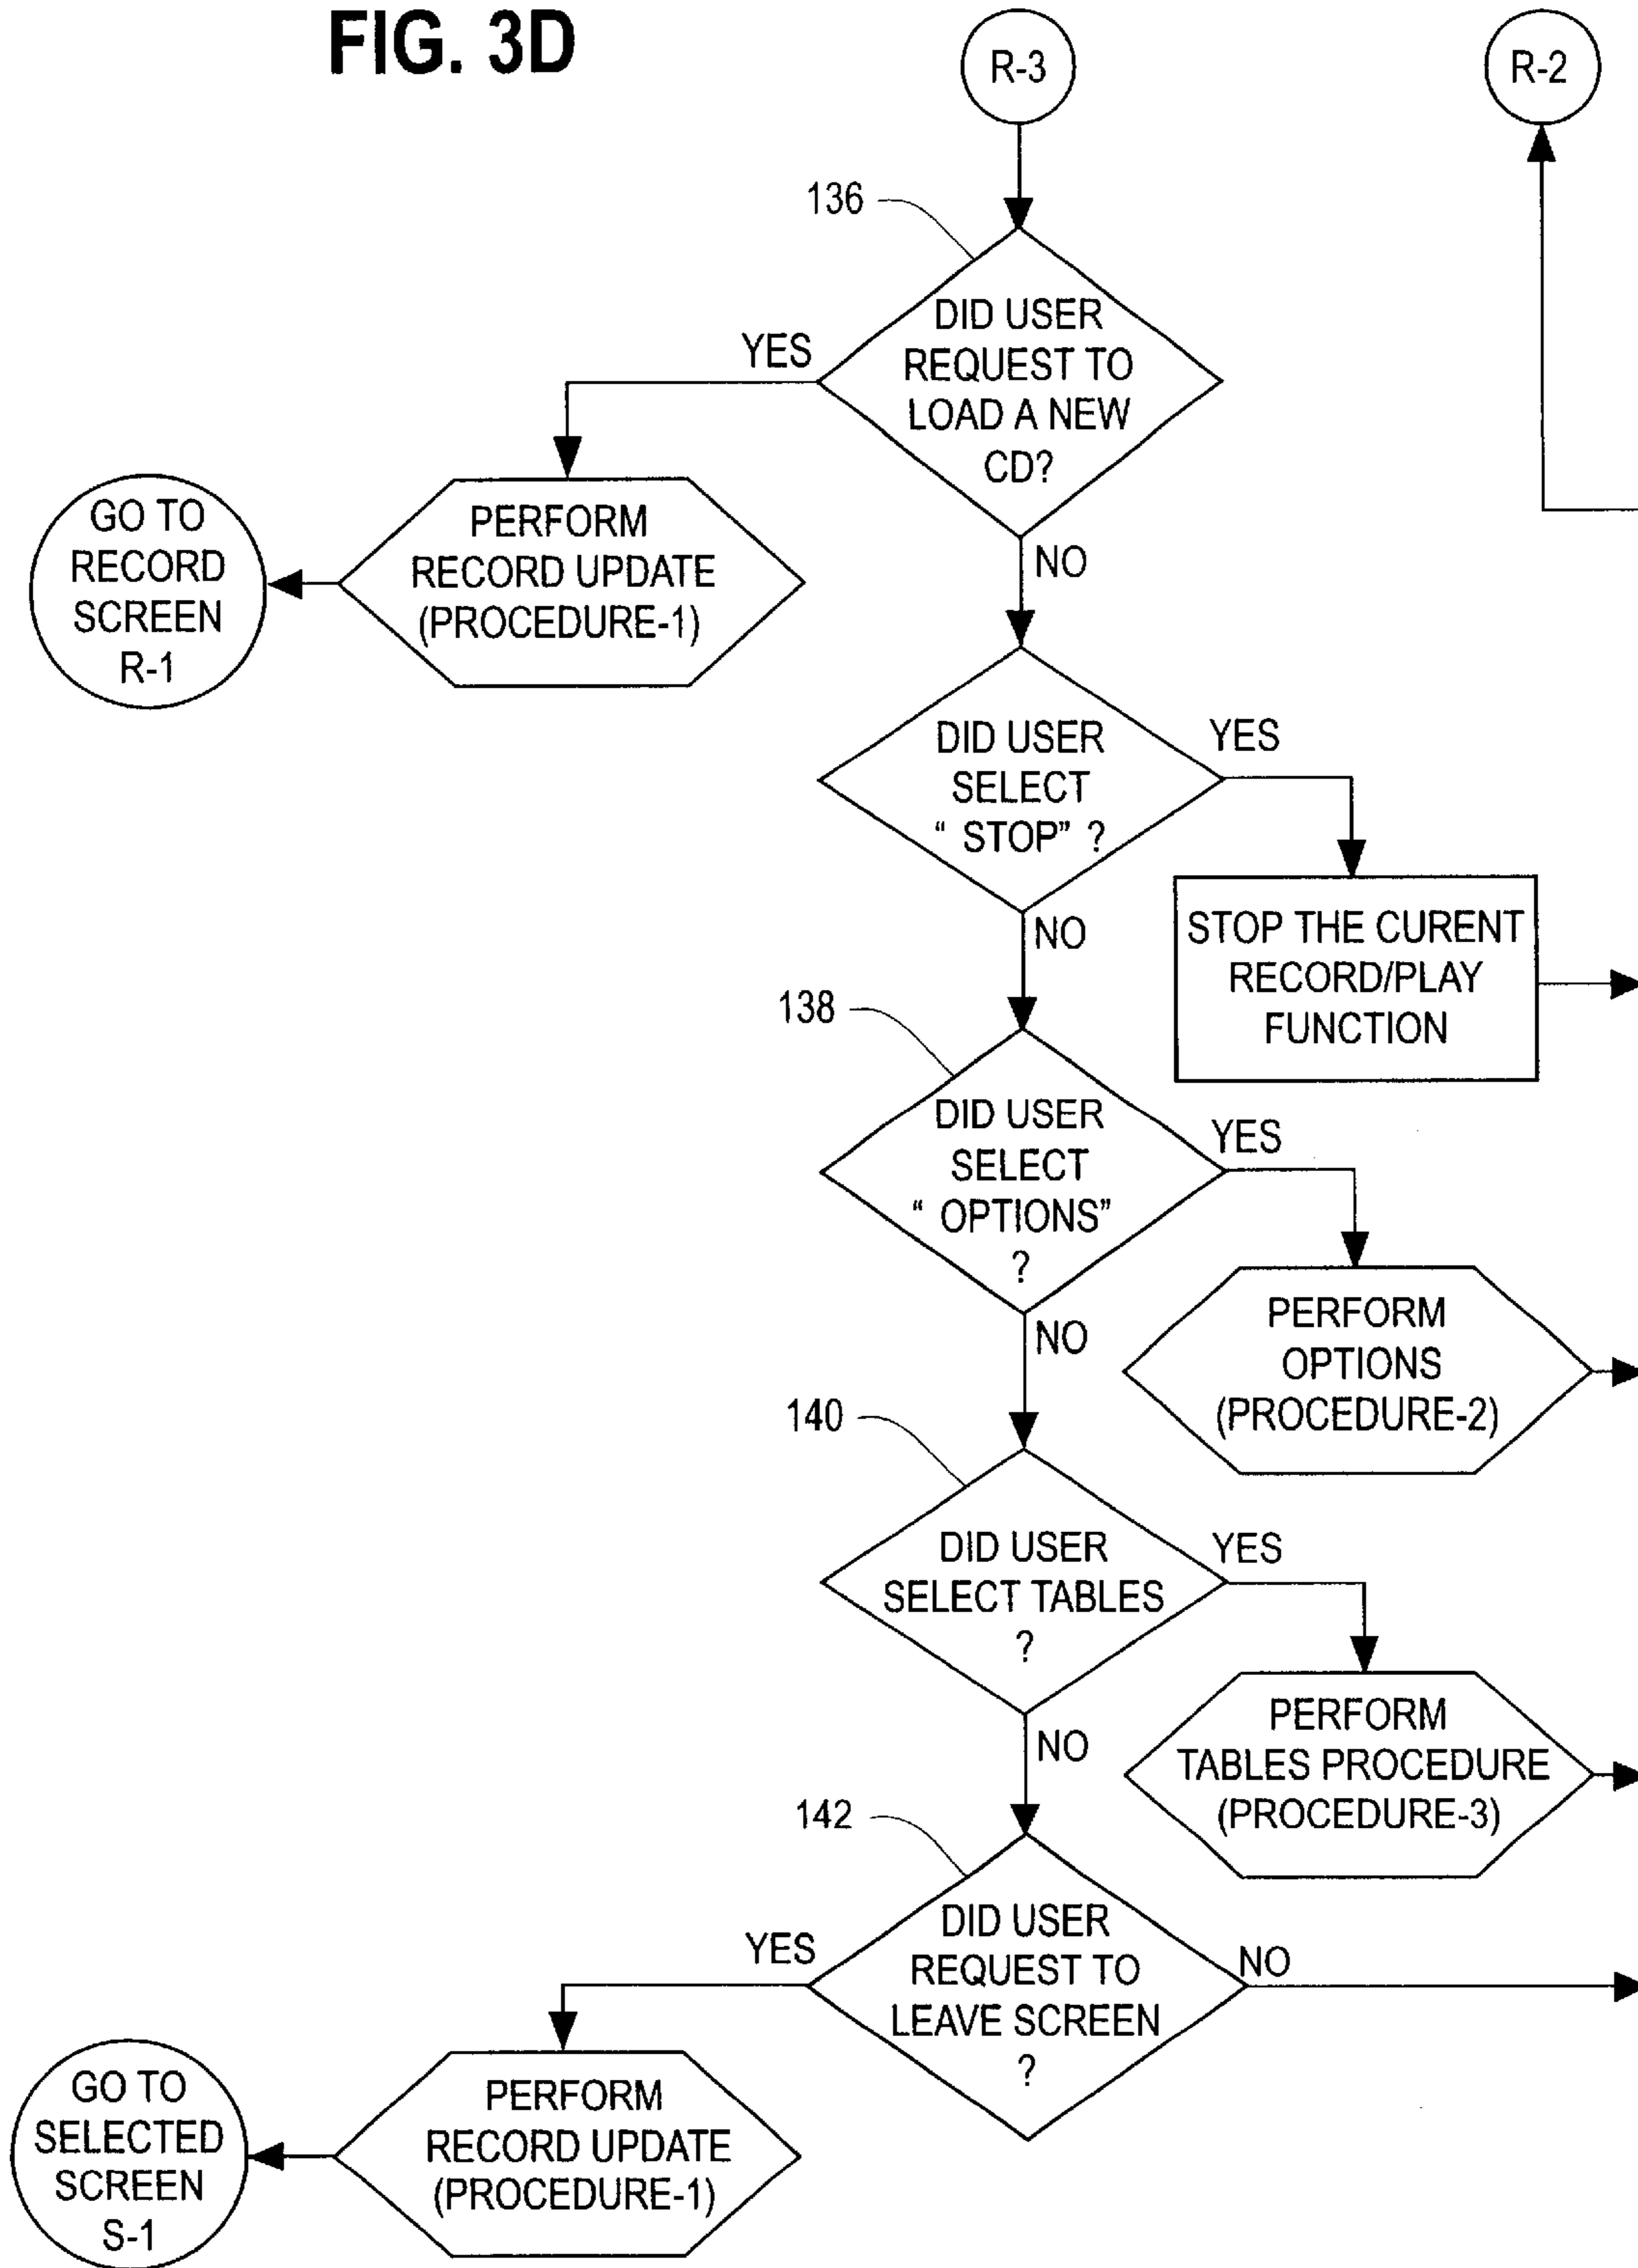 FIG. 3D
R-3
R-2
136
DID USER
REQUEST TO
LOAD A NEW
CD?
YES
NO
PERFORM
RECORD UPDATE
(PROCEDURE-1)
GO TO
RECORD
SCREEN
R-1
DID USER
SELECT
“ STOP” ?
YES
NO
STOP THE CURENT
RECORD/PLAY
FUNCTION
138
DID USER
SELECT
“ OPTIONS”
?
YES
NO
PERFORM
OPTIONS
(PROCEDURE-2)
140
DID USER
SELECT TABLES
?
YES
NO
PERFORM
TABLES PROCEDURE
(PROCEDURE-3)
142
DID USER
REQUEST TO
LEAVE SCREEN
?
YES
NO
PERFORM
RECORD UPDATE
(PROCEDURE-1)
GO TO
SELECTED
SCREEN
S-1